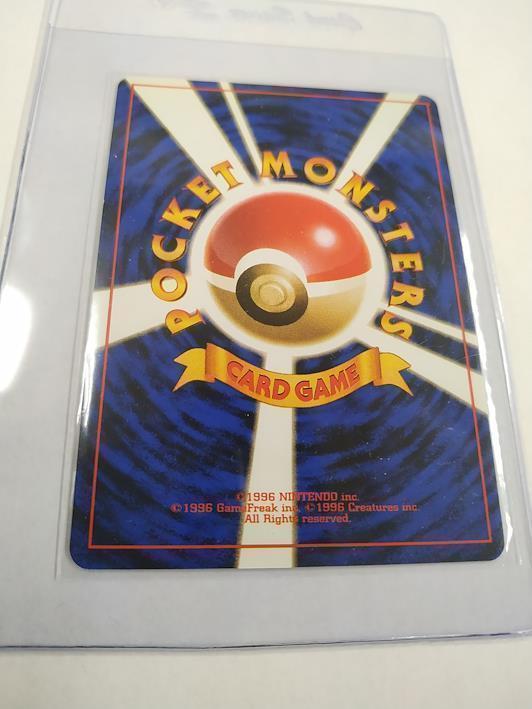 POCKET MONSTERS
CARD GAME
©1996 NINTENDO inc.
©1996 GameFreak inc. ©1996 Creatures inc.
All Rights reserved.